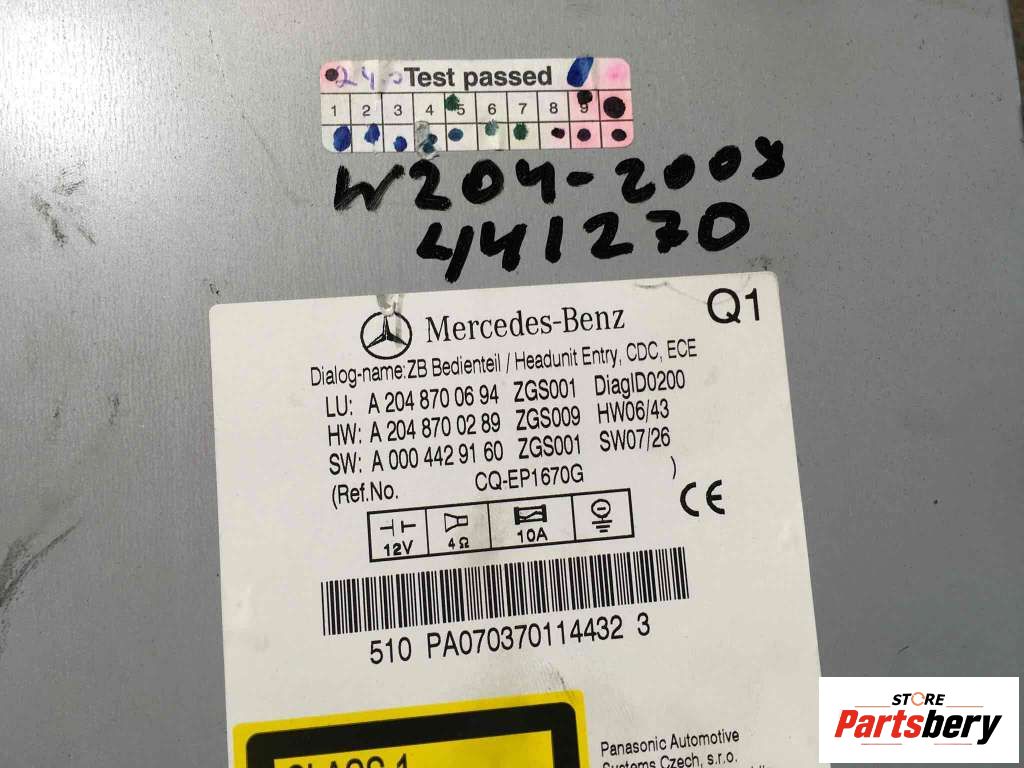 24. Test passed
1 2 3 4 5 6 7 8 9
W204-2008
441270
Q1
Mercedes-Benz
Dialog-name: ZB Bedienteil / Headunit Entry, CDC, ECE
LU: A 204 870 06 94 ZGS001 DiagID0200
HW: A 204 870 02 89 ZGS009 HW06/43
SW: A 000 442 91 60 ZGS001 SW07/26
(Ref.No. CQ-EP1670G )
CE
12V 4Ω 10A
510 PA070370114432 3
CLASS 1
Panasonic Automotive
Systems Czech, s.r.o.
STORE
Partsbery